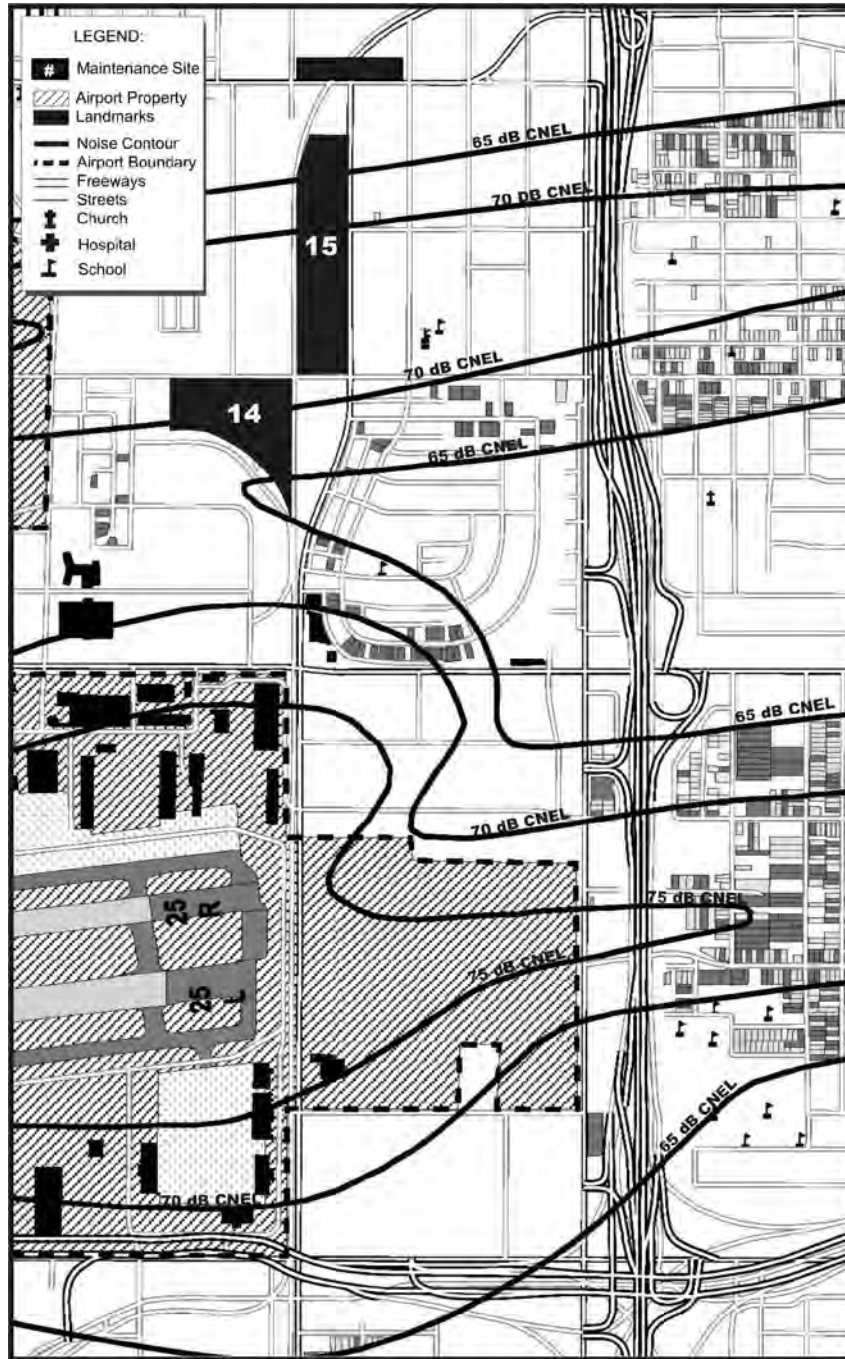 LEGEND:
# Maintenance Site
Airport Property
Landmarks
Noise Contour
Airport Boundary
Freeways
Streets
Church
Hospital
School
65 dB CNEL
70 dB CNEL
15
70 dB CNEL
14
65 dB CNEL
65 dB CNEL
70 dB CNEL
75 dB CNEL
25 R
75 dB CNEL
25 L
65 dB CNEL
70 dB CNEL